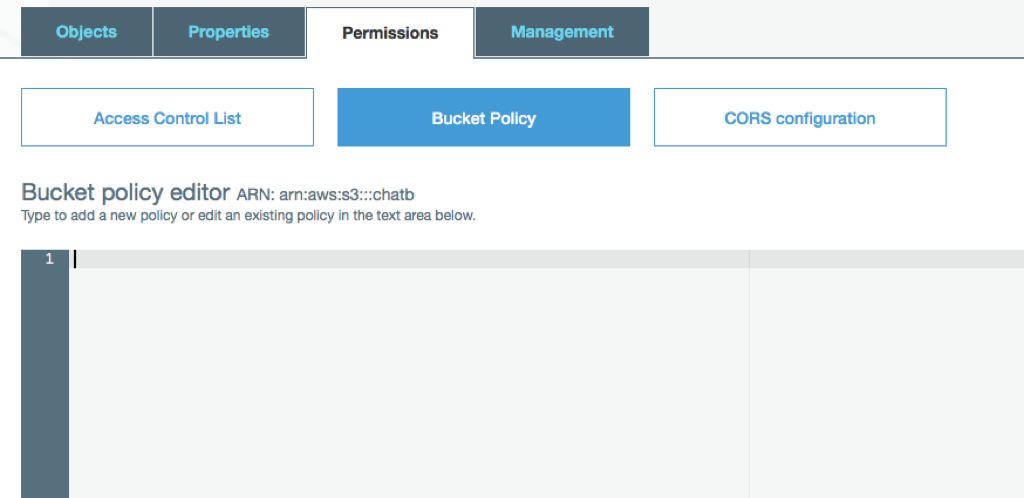 Objects Properties Permissions Management
Access Control List Bucket Policy CORS configuration
Bucket policy editor ARN: arn:aws:s3:::chatb
Type to add a new policy or edit an existing policy in the text area below.
1